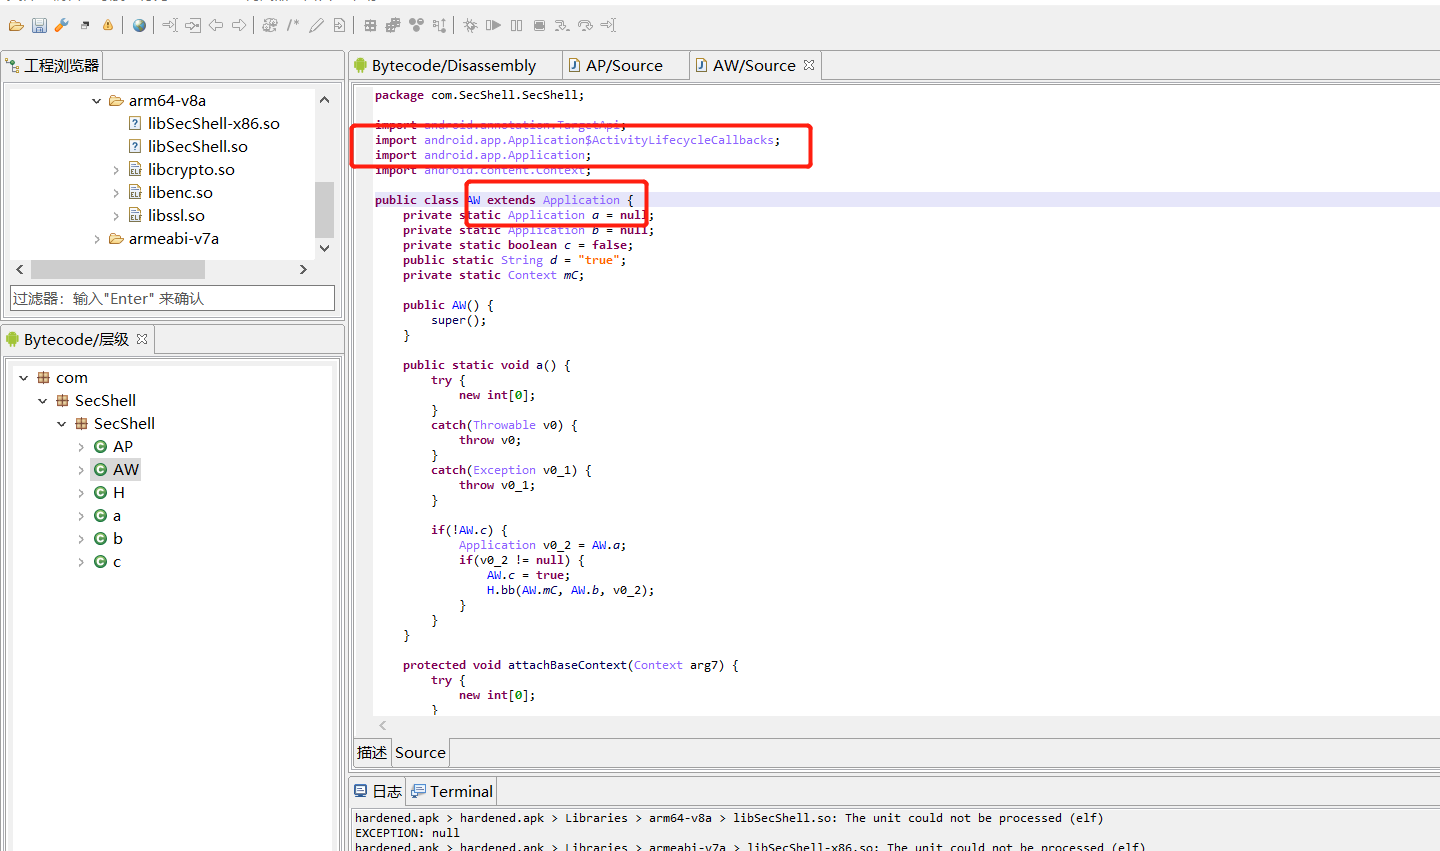 工程浏览器
arm64-v8a
libSecShell-x86.so
libSecShell.so
libcrypto.so
libenc.so
libssl.so
armeabi-v7a
过滤器：输入"Enter" 来确认
Bytecode/层级
com
SecShell
SecShell
AP
AW
H
a
b
c
Bytecode/Disassembly
AP/Source
AW/Source
package com.SecShell.SecShell;
import android.annotation.TargetApi;
import android.app.Application$ActivityLifecycleCallbacks;
import android.app.Application;
import android.content.Context;
public class AW extends Application {
private static Application a = null;
private static Application b = null;
private static boolean c = false;
public static String d = "true";
private static Context mC;
public AW() {
super();
}
public static void a() {
try {
new int[0];
}
catch(Throwable v0) {
throw v0;
}
catch(Exception v0_1) {
throw v0_1;
}
if(!AW.c) {
Application v0_2 = AW.a;
if(v0_2 != null) {
AW.c = true;
H.bb(AW.mC, AW.b, v0_2);
}
}
}
protected void attachBaseContext(Context arg7) {
try {
new int[0];
}
描述
Source
日志
Terminal
hardened.apk > hardened.apk > Libraries > arm64-v8a > libSecShell.so: The unit could not be processed (elf)
EXCEPTION: null
hardened.apk > hardened.apk > Libraries > armeabi-v7a > libSecShell-x86.so: The unit could not be processed (elf)